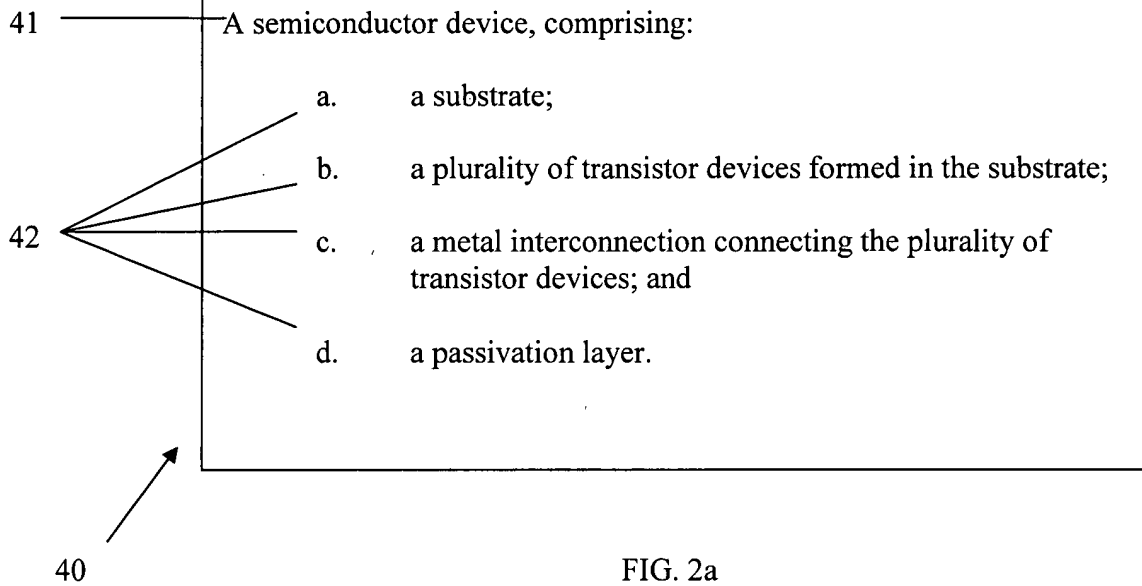 41 A semiconductor device, comprising:
a. a substrate;
b. a plurality of transistor devices formed in the substrate;
42 c. a metal interconnection connecting the plurality of
transistor devices; and
d. a passivation layer.
40 FIG. 2a